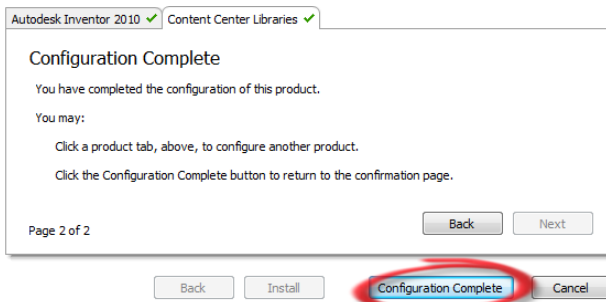 Autodesk Inventor 2010 ✓ Content Center Libraries ✓
Configuration Complete
You have completed the configuration of this product.
You may:
Click a product tab, above, to configure another product.
Click the Configuration Complete button to return to the confirmation page.
Page 2 of 2 Back Next
Back Install Configuration Complete Cancel